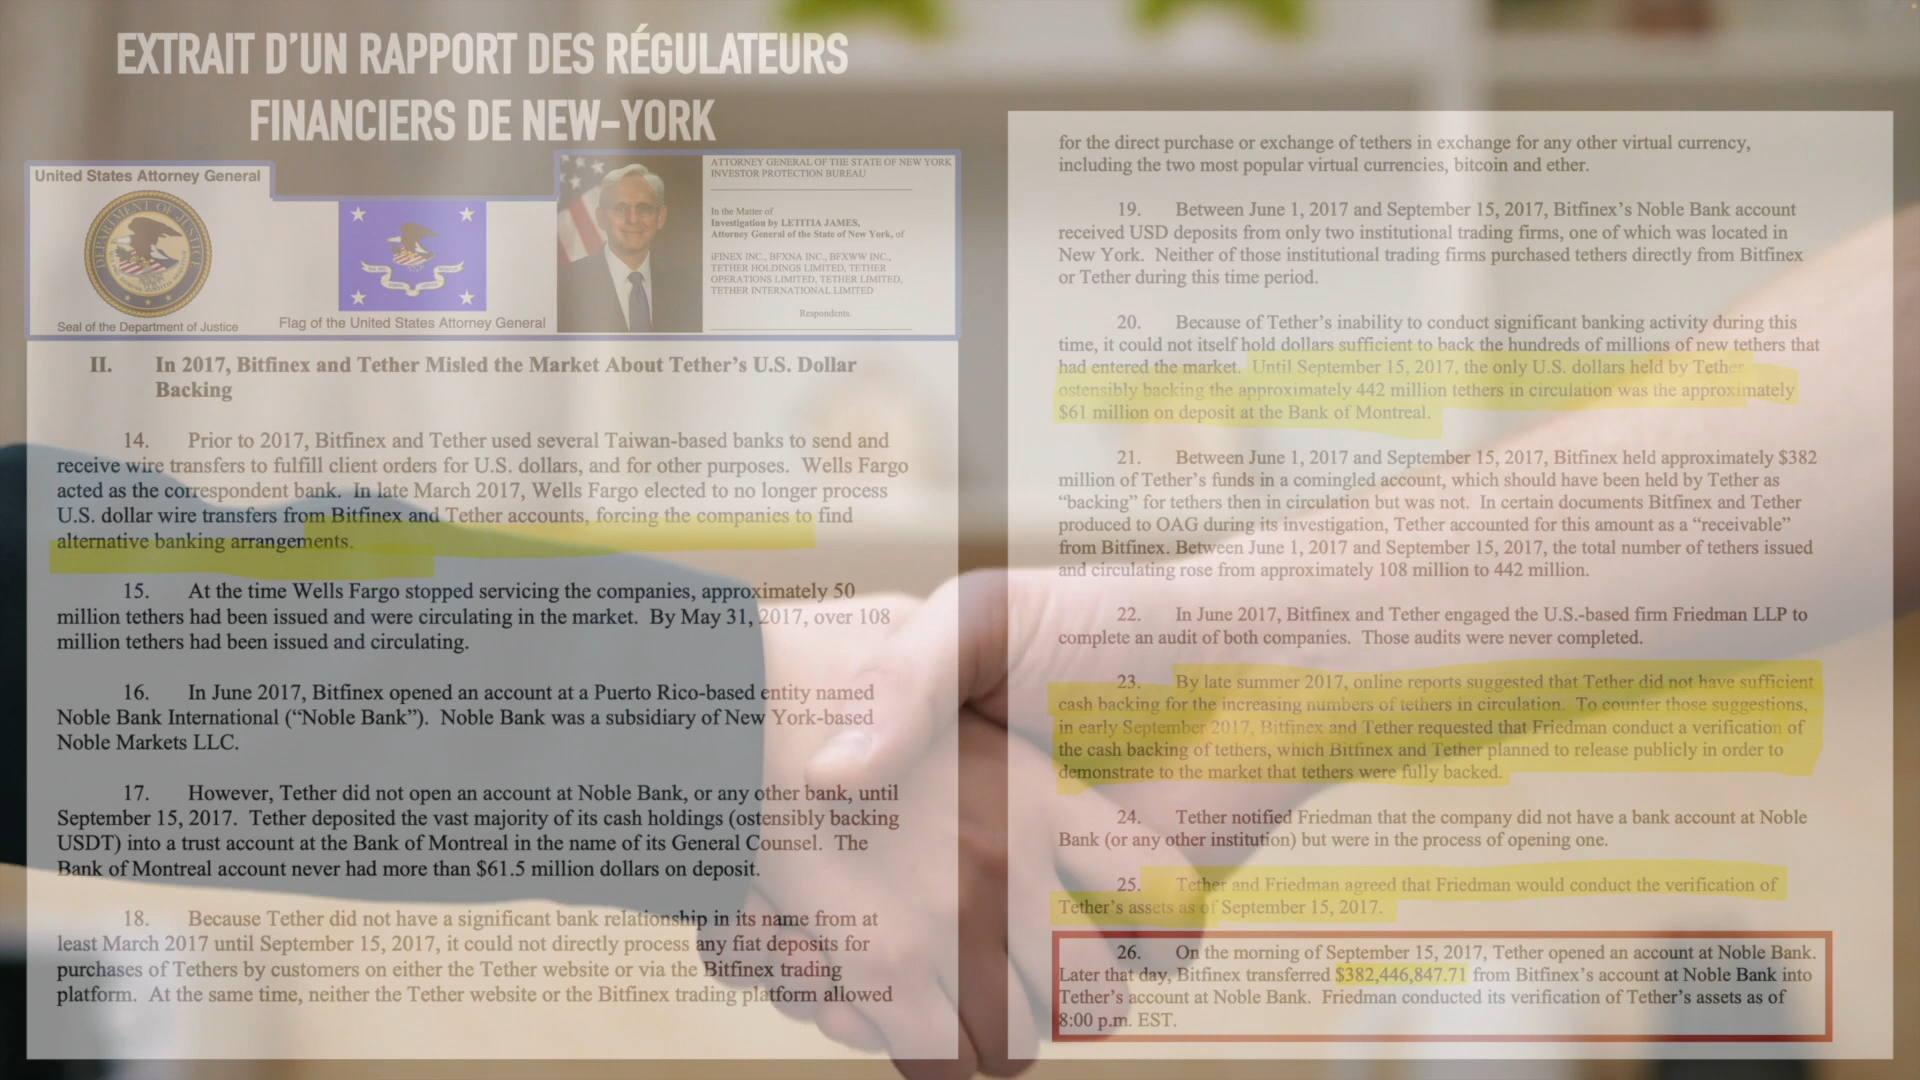 EXTRAIT D'UN RAPPORT DES RÉGULATEURS
FINANCIERS DE NEW-YORK
United States Attorney General
DEPARTMENT OF JUSTICE
Seal of the Department of Justice
Flag of the United States Attorney General
ATTORNEY GENERAL OF THE STATE OF NEW YORK
INVESTOR PROTECTION BUREAU
In the Matter of
Investigation by LETITIA JAMES,
Attorney General of the State of New York, of
iFINEX INC., BFXNA INC., BFXWW INC.,
TETHER HOLDINGS LIMITED, TETHER
OPERATIONS LIMITED, TETHER LIMITED,
TETHER INTERNATIONAL LIMITED
Respondents.
II. In 2017, Bitfinex and Tether Misled the Market About Tether's U.S. Dollar
Backing
14. Prior to 2017, Bitfinex and Tether used several Taiwan-based banks to send and
receive wire transfers to fulfill client orders for U.S. dollars, and for other purposes. Wells Fargo
acted as the correspondent bank. In late March 2017, Wells Fargo elected to no longer process
U.S. dollar wire transfers from Bitfinex and Tether accounts, forcing the companies to find
alternative banking arrangements.
15. At the time Wells Fargo stopped servicing the companies, approximately 50
million tethers had been issued and were circulating in the market. By May 31, 2017, over 108
million tethers had been issued and circulating.
16. In June 2017, Bitfinex opened an account at a Puerto Rico-based entity named
Noble Bank International (“Noble Bank”). Noble Bank was a subsidiary of New York-based
Noble Markets LLC.
17. However, Tether did not open an account at Noble Bank, or any other bank, until
September 15, 2017. Tether deposited the vast majority of its cash holdings (ostensibly backing
USDT) into a trust account at the Bank of Montreal in the name of its General Counsel. The
Bank of Montreal account never had more than $61.5 million dollars on deposit.
18. Because Tether did not have a significant bank relationship in its name from at
least March 2017 until September 15, 2017, it could not directly process any fiat deposits for
purchases of Tethers by customers on either the Tether website or via the Bitfinex trading
platform. At the same time, neither the Tether website or the Bitfinex trading platform allowed
for the direct purchase or exchange of tethers in exchange for any other virtual currency,
including the two most popular virtual currencies, bitcoin and ether.
19. Between June 1, 2017 and September 15, 2017, Bitfinex's Noble Bank account
received USD deposits from only two institutional trading firms, one of which was located in
New York. Neither of those institutional trading firms purchased tethers directly from Bitfinex
or Tether during this time period.
20. Because of Tether's inability to conduct significant banking activity during this
time, it could not itself hold dollars sufficient to back the hundreds of millions of new tethers that
had entered the market. Until September 15, 2017, the only U.S. dollars held by Tether
ostensibly backing the approximately 442 million tethers in circulation was the approximately
$61 million on deposit at the Bank of Montreal.
21. Between June 1, 2017 and September 15, 2017, Bitfinex held approximately $382
million of Tether's funds in a comingled account, which should have been held by Tether as
“backing” for tethers then in circulation but was not. In certain documents Bitfinex and Tether
produced to OAG during its investigation, Tether accounted for this amount as a “receivable”
from Bitfinex. Between June 1, 2017 and September 15, 2017, the total number of tethers issued
and circulating rose from approximately 108 million to 442 million.
22. In June 2017, Bitfinex and Tether engaged the U.S.-based firm Friedman LLP to
complete an audit of both companies. Those audits were never completed.
23. By late summer 2017, online reports suggested that Tether did not have sufficient
cash backing for the increasing numbers of tethers in circulation. To counter those suggestions,
in early September 2017, Bitfinex and Tether requested that Friedman conduct a verification of
the cash backing of tethers, which Bitfinex and Tether planned to release publicly in order to
demonstrate to the market that tethers were fully backed.
24. Tether notified Friedman that the company did not have a bank account at Noble
Bank (or any other institution) but were in the process of opening one.
25. Tether and Friedman agreed that Friedman would conduct the verification of
Tether's assets as of September 15, 2017.
26. On the morning of September 15, 2017, Tether opened an account at Noble Bank.
Later that day, Bitfinex transferred $382,446,847.71 from Bitfinex's account at Noble Bank into
Tether's account at Noble Bank. Friedman conducted its verification of Tether's assets as of
8:00 p.m. EST.